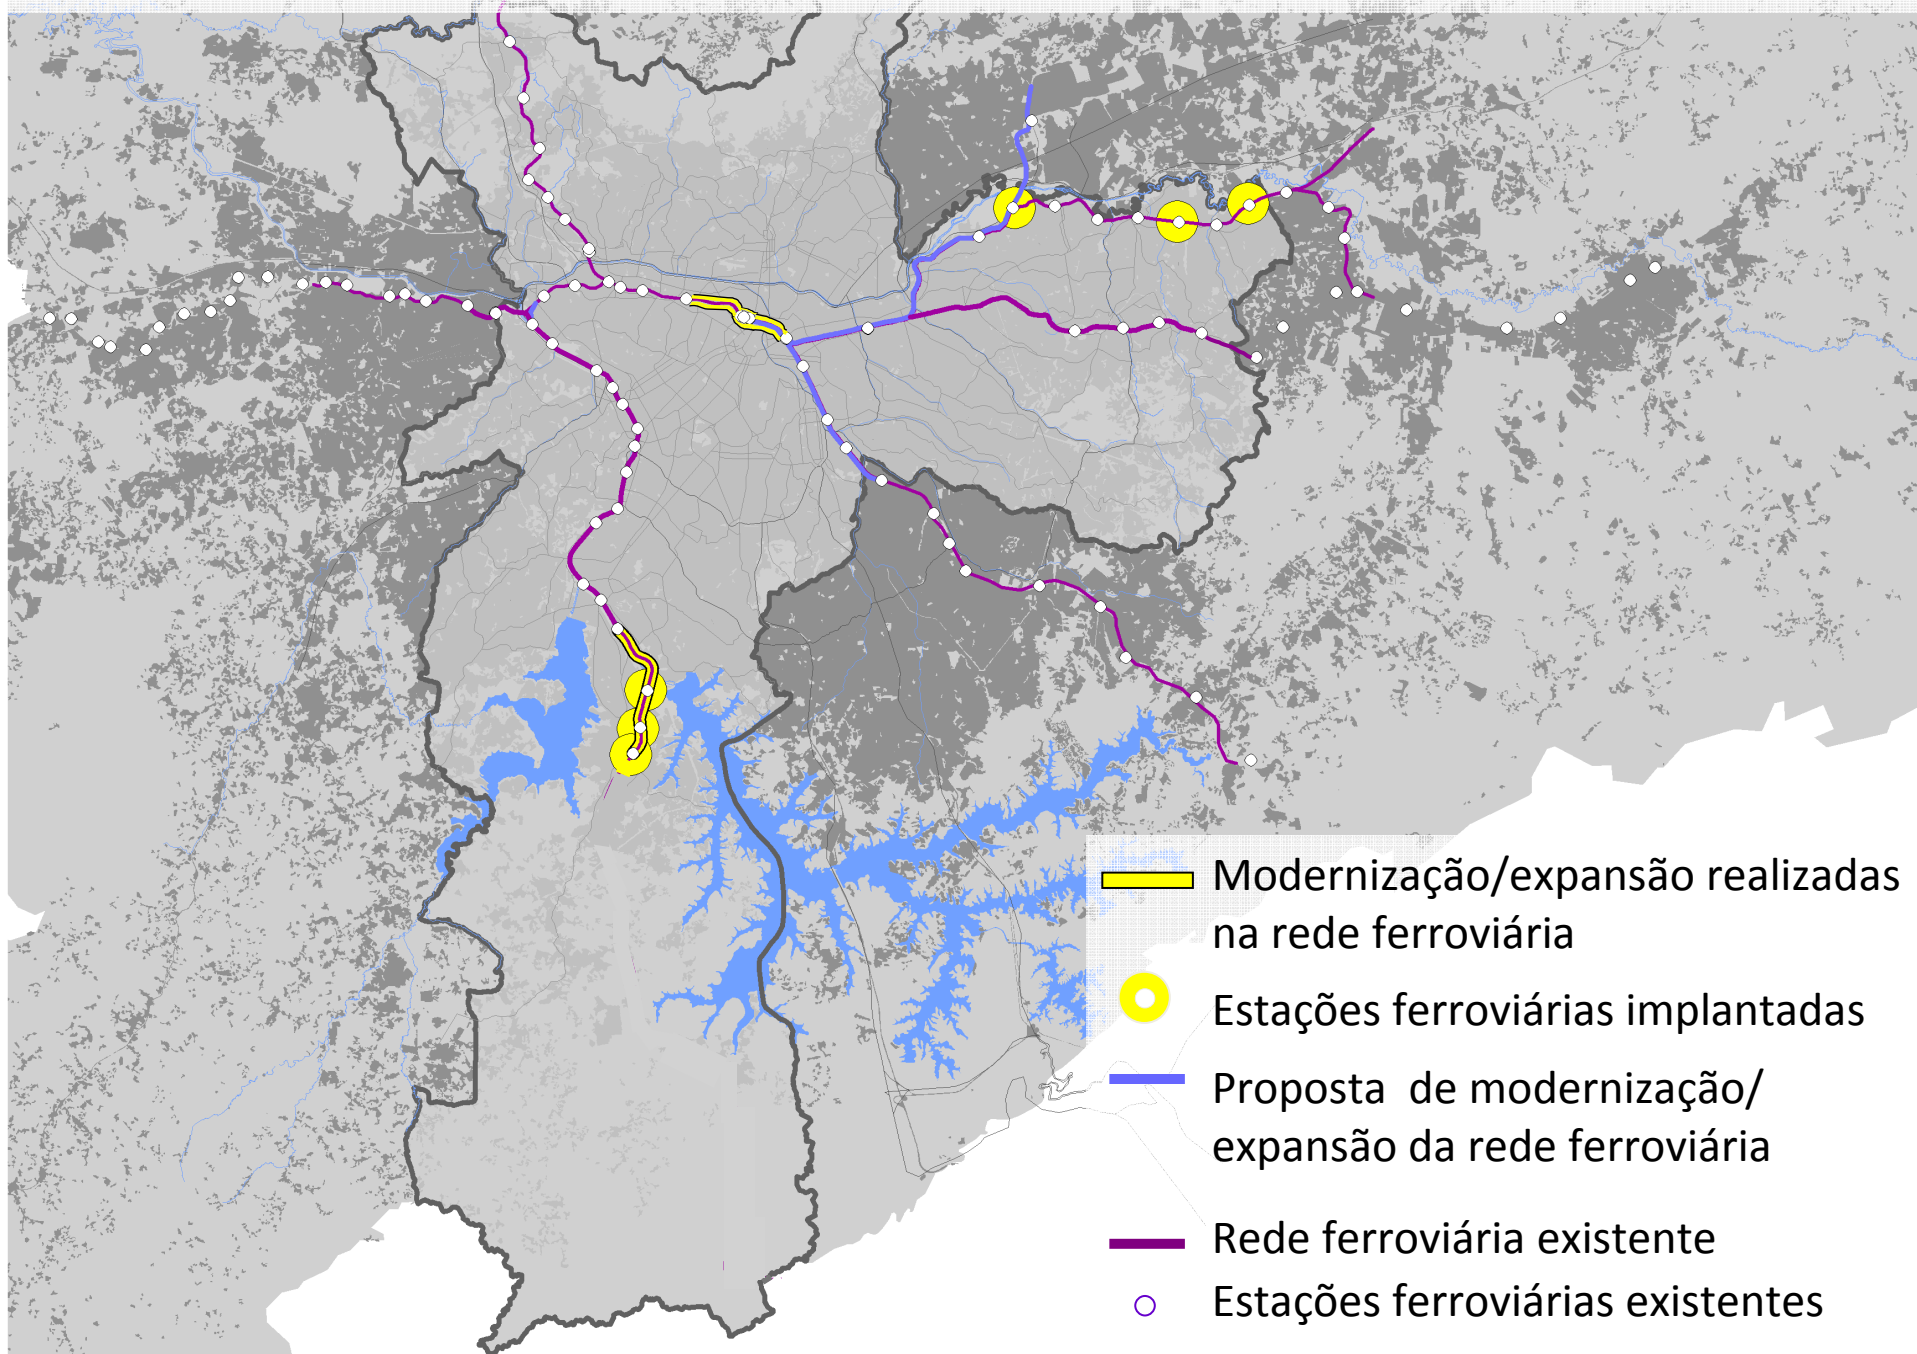 Modernização/expansão realizadas
na rede ferroviária
Estações ferroviárias implantadas
Proposta de modernização/
expansão da rede ferroviária
Rede ferroviária existente
Estações ferroviárias existentes